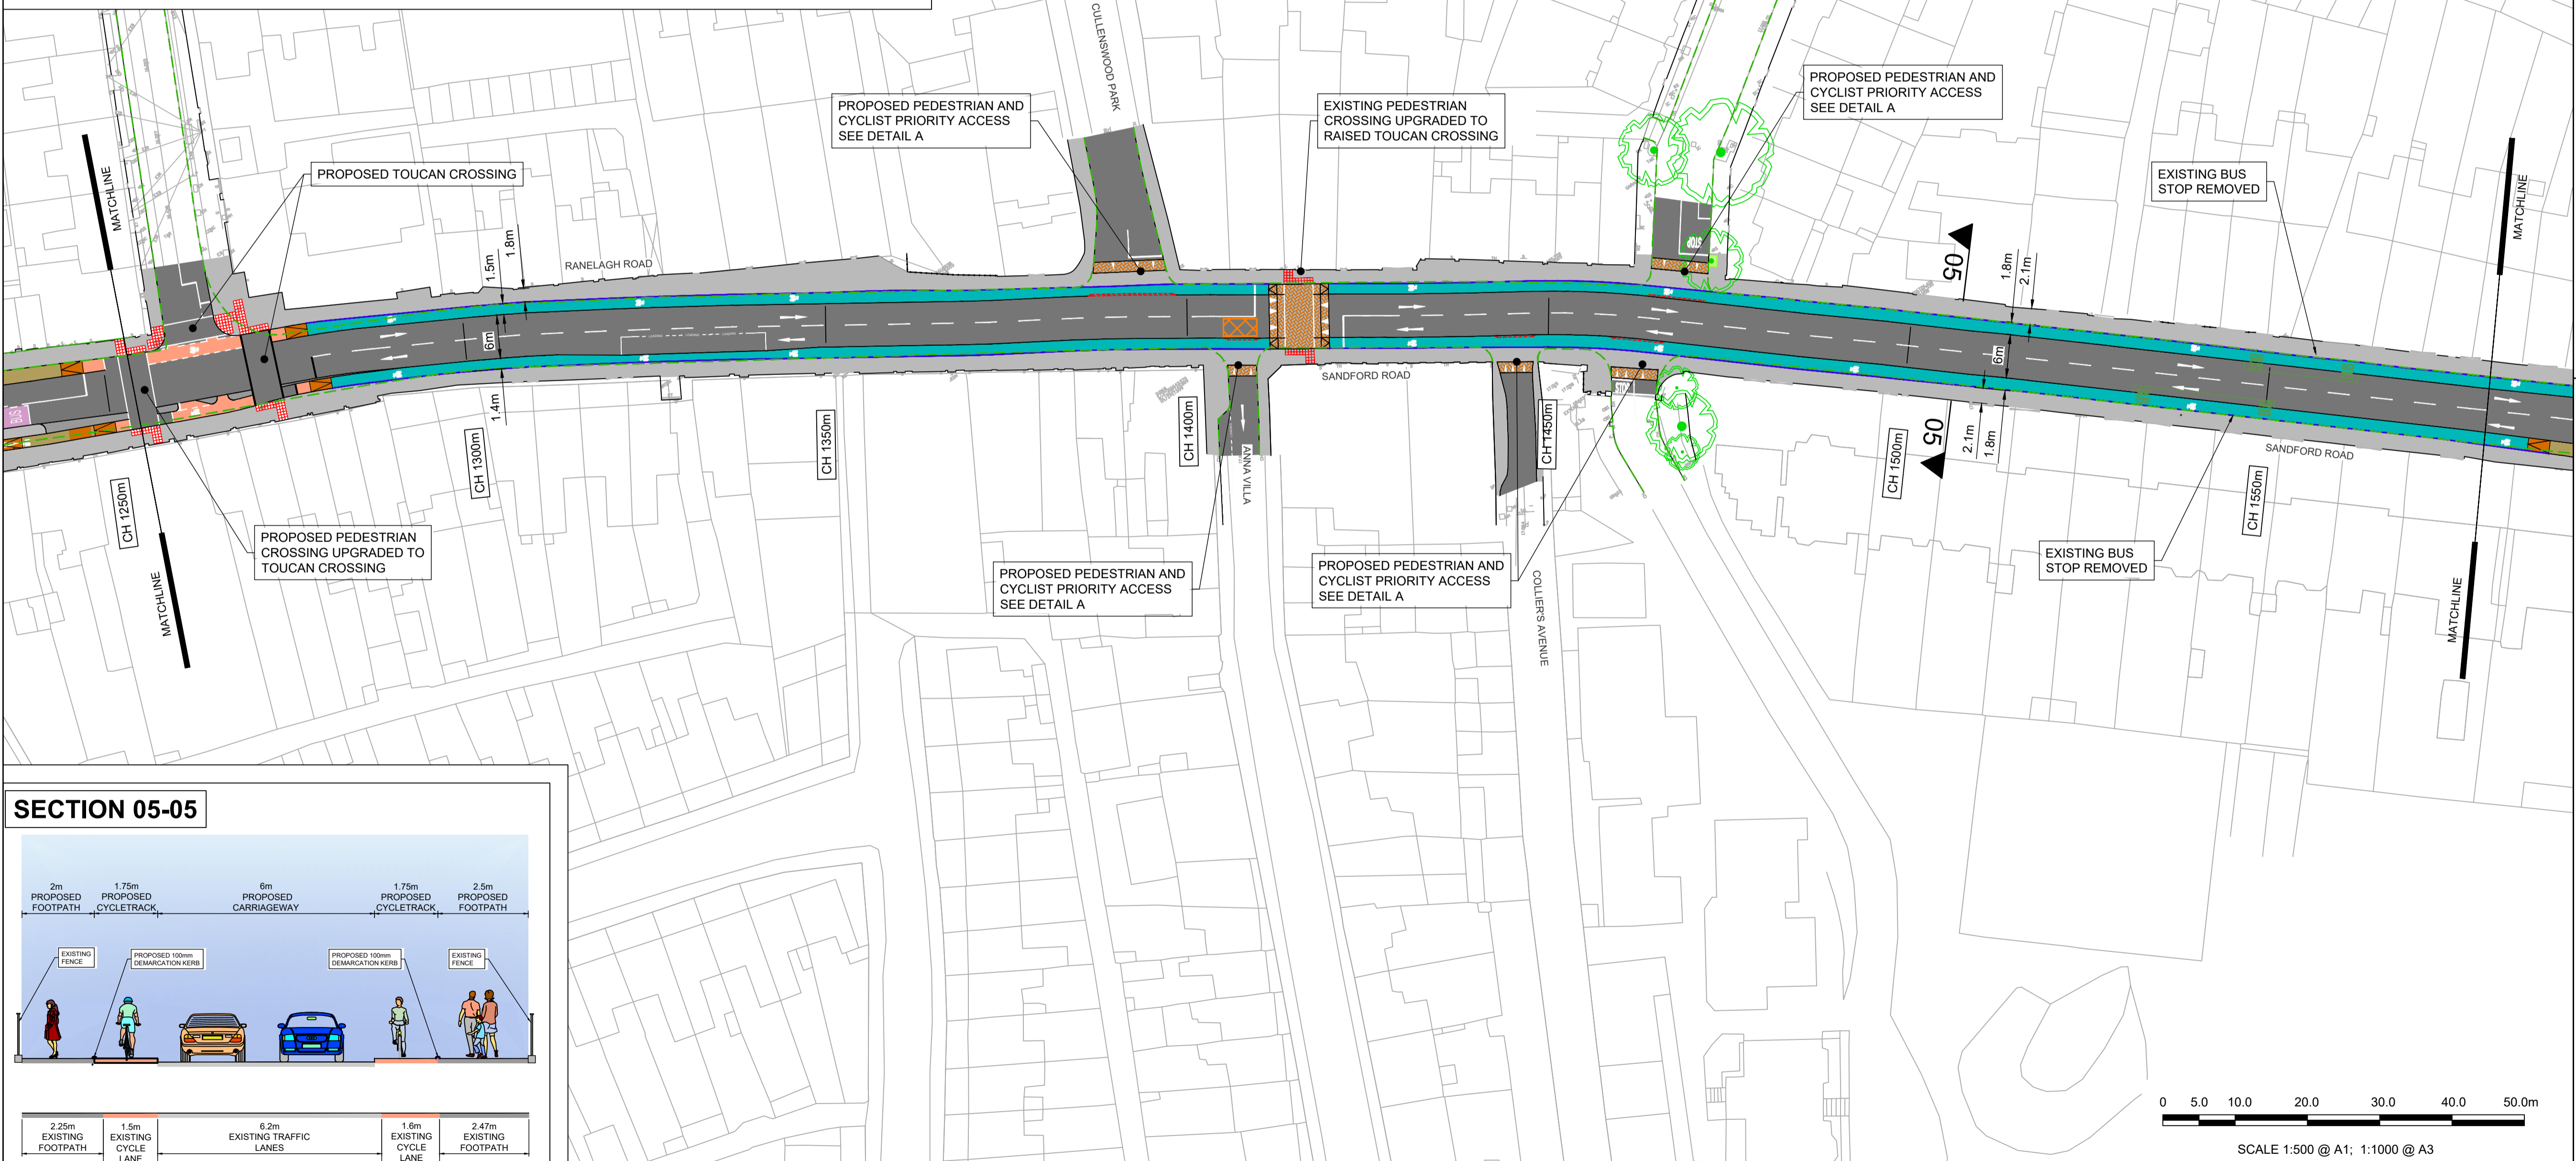 CULLENSWOOD PARK
PROPOSED PEDESTRIAN AND
CYCLIST PRIORITY ACCESS
SEE DETAIL A
EXISTING PEDESTRIAN
CROSSING UPGRADED TO
RAISED TOUCAN CROSSING
PROPOSED PEDESTRIAN AND
CYCLIST PRIORITY ACCESS
SEE DETAIL A
MATCHLINE
PROPOSED TOUCAN CROSSING
EXISTING BUS
STOP REMOVED
MATCHLINE
1.5m
1.8m
RANELAGH ROAD
STOP
05
1.8m
2.1m
6m
6m
BUS
1.4m
SANDFORD ROAD
CH 1250m
CH 1300m
CH 1350m
CH 1400m
ANNA VILLA
CH 1450m
05
2.1m
1.8m
CH 1500m
CH 1550m
SANDFORD ROAD
PROPOSED PEDESTRIAN
CROSSING UPGRADED TO
TOUCAN CROSSING
MATCHLINE
PROPOSED PEDESTRIAN AND
CYCLIST PRIORITY ACCESS
SEE DETAIL A
PROPOSED PEDESTRIAN AND
CYCLIST PRIORITY ACCESS
SEE DETAIL A
COLLIER'S AVENUE
EXISTING BUS
STOP REMOVED
MATCHLINE
SECTION 05-05
2m
PROPOSED
FOOTPATH
1.75m
PROPOSED
CYCLETRACK
6m
PROPOSED
CARRIAGEWAY
1.75m
PROPOSED
CYCLETRACK
2.5m
PROPOSED
FOOTPATH
EXISTING
FENCE
PROPOSED 100mm
DEMARCATION KERB
PROPOSED 100mm
DEMARCATION KERB
EXISTING
FENCE
2.25m
EXISTING
FOOTPATH
1.5m
EXISTING
CYCLE
LANE
6.2m
EXISTING TRAFFIC
LANES
1.6m
EXISTING
CYCLE
LANE
2.47m
EXISTING
FOOTPATH
0 5.0 10.0 20.0 30.0 40.0 50.0m
SCALE 1:500 @ A1; 1:1000 @ A3